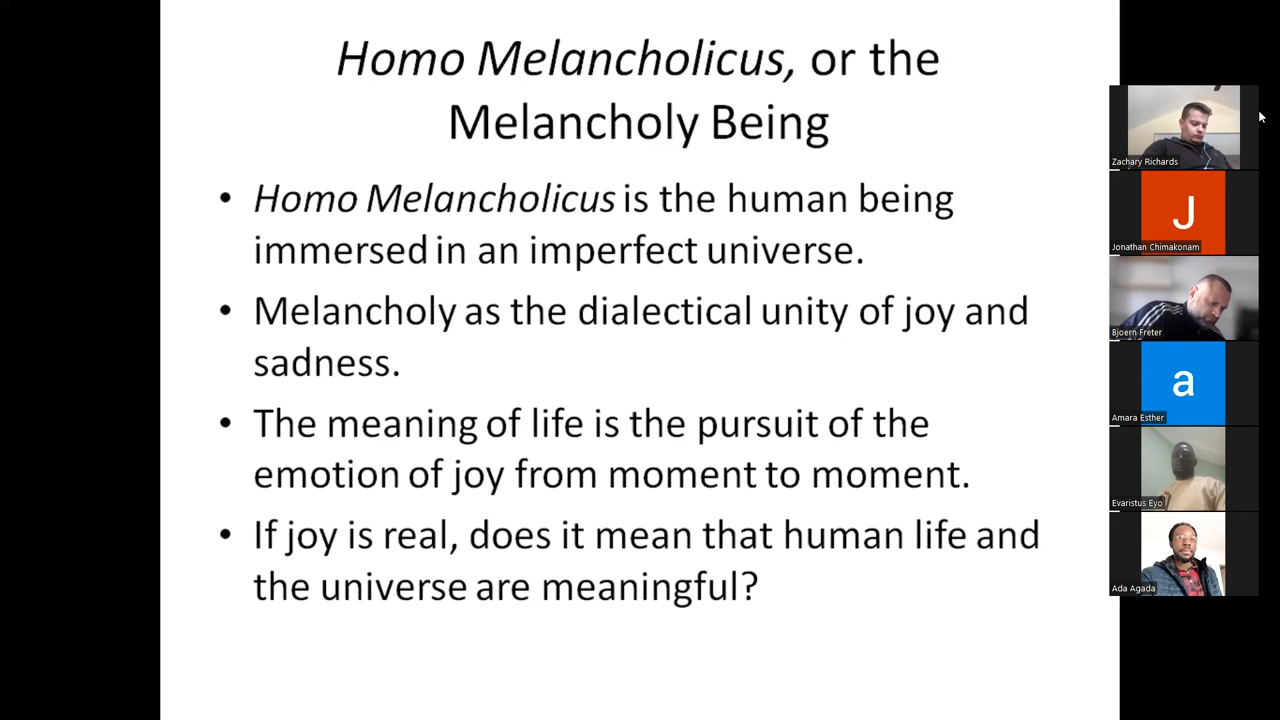 Homo Melancholicus, or the
Melancholy Being
• Homo Melancholicus is the human being
immersed in an imperfect universe.
• Melancholy as the dialectical unity of joy and
sadness.
• The meaning of life is the pursuit of the
emotion of joy from moment to moment.
• If joy is real, does it mean that human life and
the universe are meaningful?
Zachary Richards
J
Jonathan Chimakonam
Bjoern Freter
a
Amara Esther
Evaristus Eyo
Ada Agada